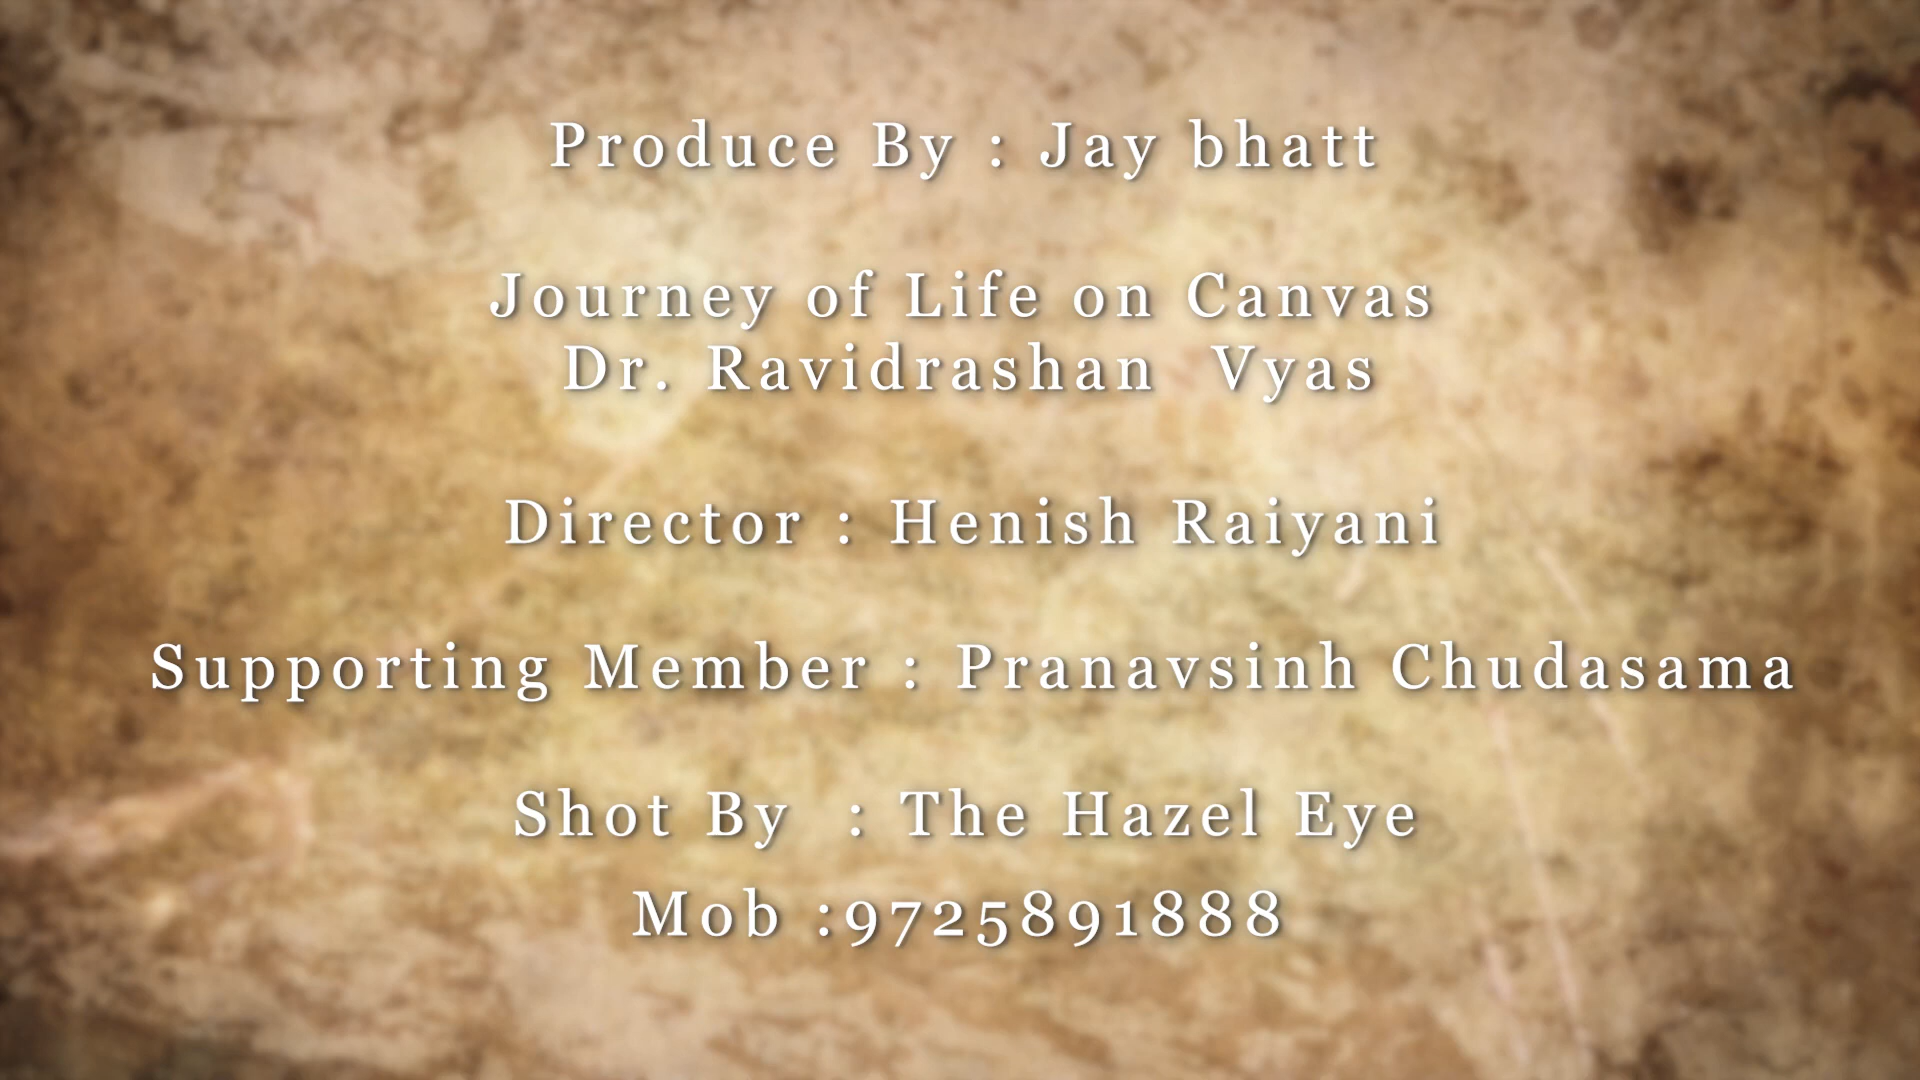 Produce By : Jay bhatt
Journey of Life on Canvas
Dr. Ravidrashan Vyas
Director : Henish Raiyani
Supporting Member : Pranavsinh Chudasama
Shot By : The Hazel Eye
Mob :9725891888